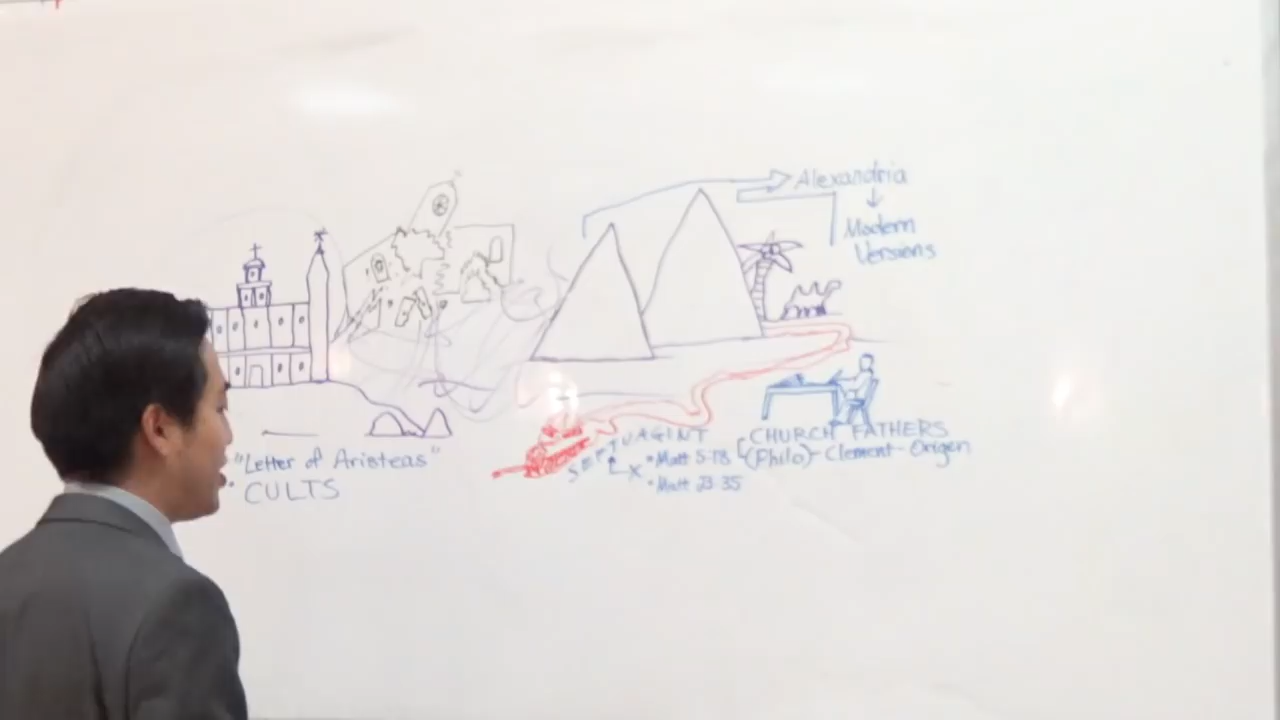 Alexandria
Modern
Versions
"Letter of Aristeas"
• CULTS
SEPTUAGINT
X • Matt 5:18
• Matt 23:35
CHURCH FATHERS
(Philo)-Clement-Origen